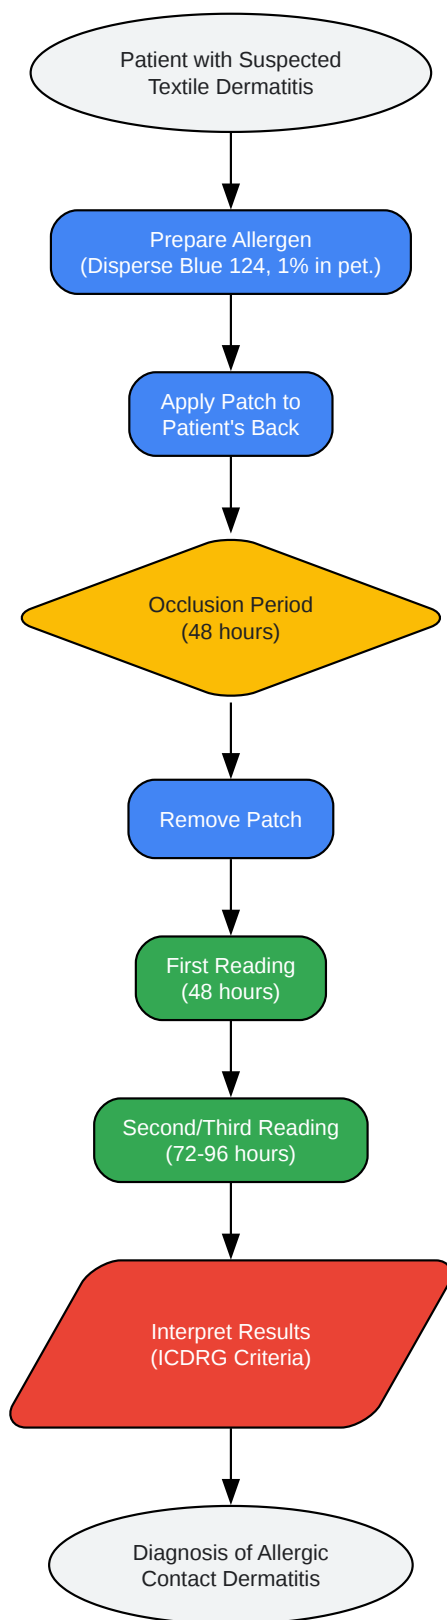 Patient with Suspected
Textile Dermatitis
Prepare Allergen
(Disperse Blue 124, 1% in pet.)
Apply Patch to
Patient's Back
Occlusion Period
(48 hours)
Remove Patch
First Reading
(48 hours)
Second/Third Reading
(72-96 hours)
Interpret Results
(ICDRG Criteria)
Diagnosis of Allergic
Contact Dermatitis